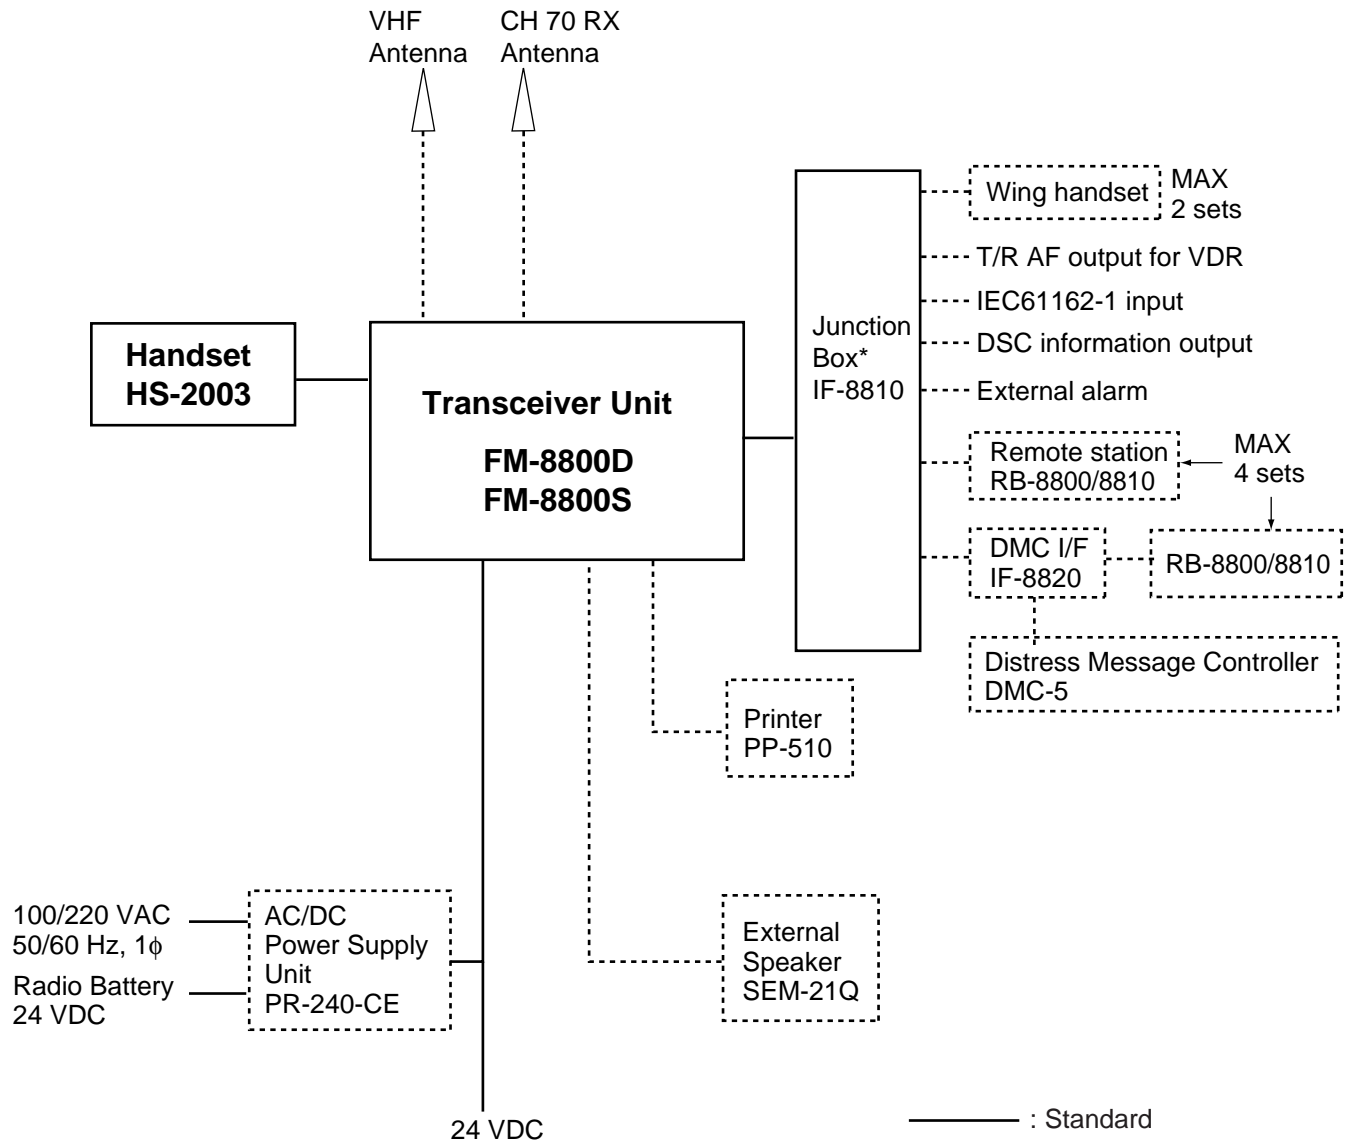 VHF
Antenna
CH 70 RX
Antenna
Wing handset
MAX
2 sets
T/R AF output for VDR
IEC61162-1 input
DSC information output
External alarm
Junction
Box*
IF-8810
Handset
HS-2003
Transceiver Unit
FM-8800D
FM-8800S
Remote station
RB-8800/8810
MAX
4 sets
DMC I/F
IF-8820
RB-8800/8810
Distress Message Controller
DMC-5
Printer
PP-510
100/220 VAC
50/60 Hz, 1ϕ
Radio Battery
24 VDC
AC/DC
Power Supply
Unit
PR-240-CE
External
Speaker
SEM-21Q
24 VDC
: Standard